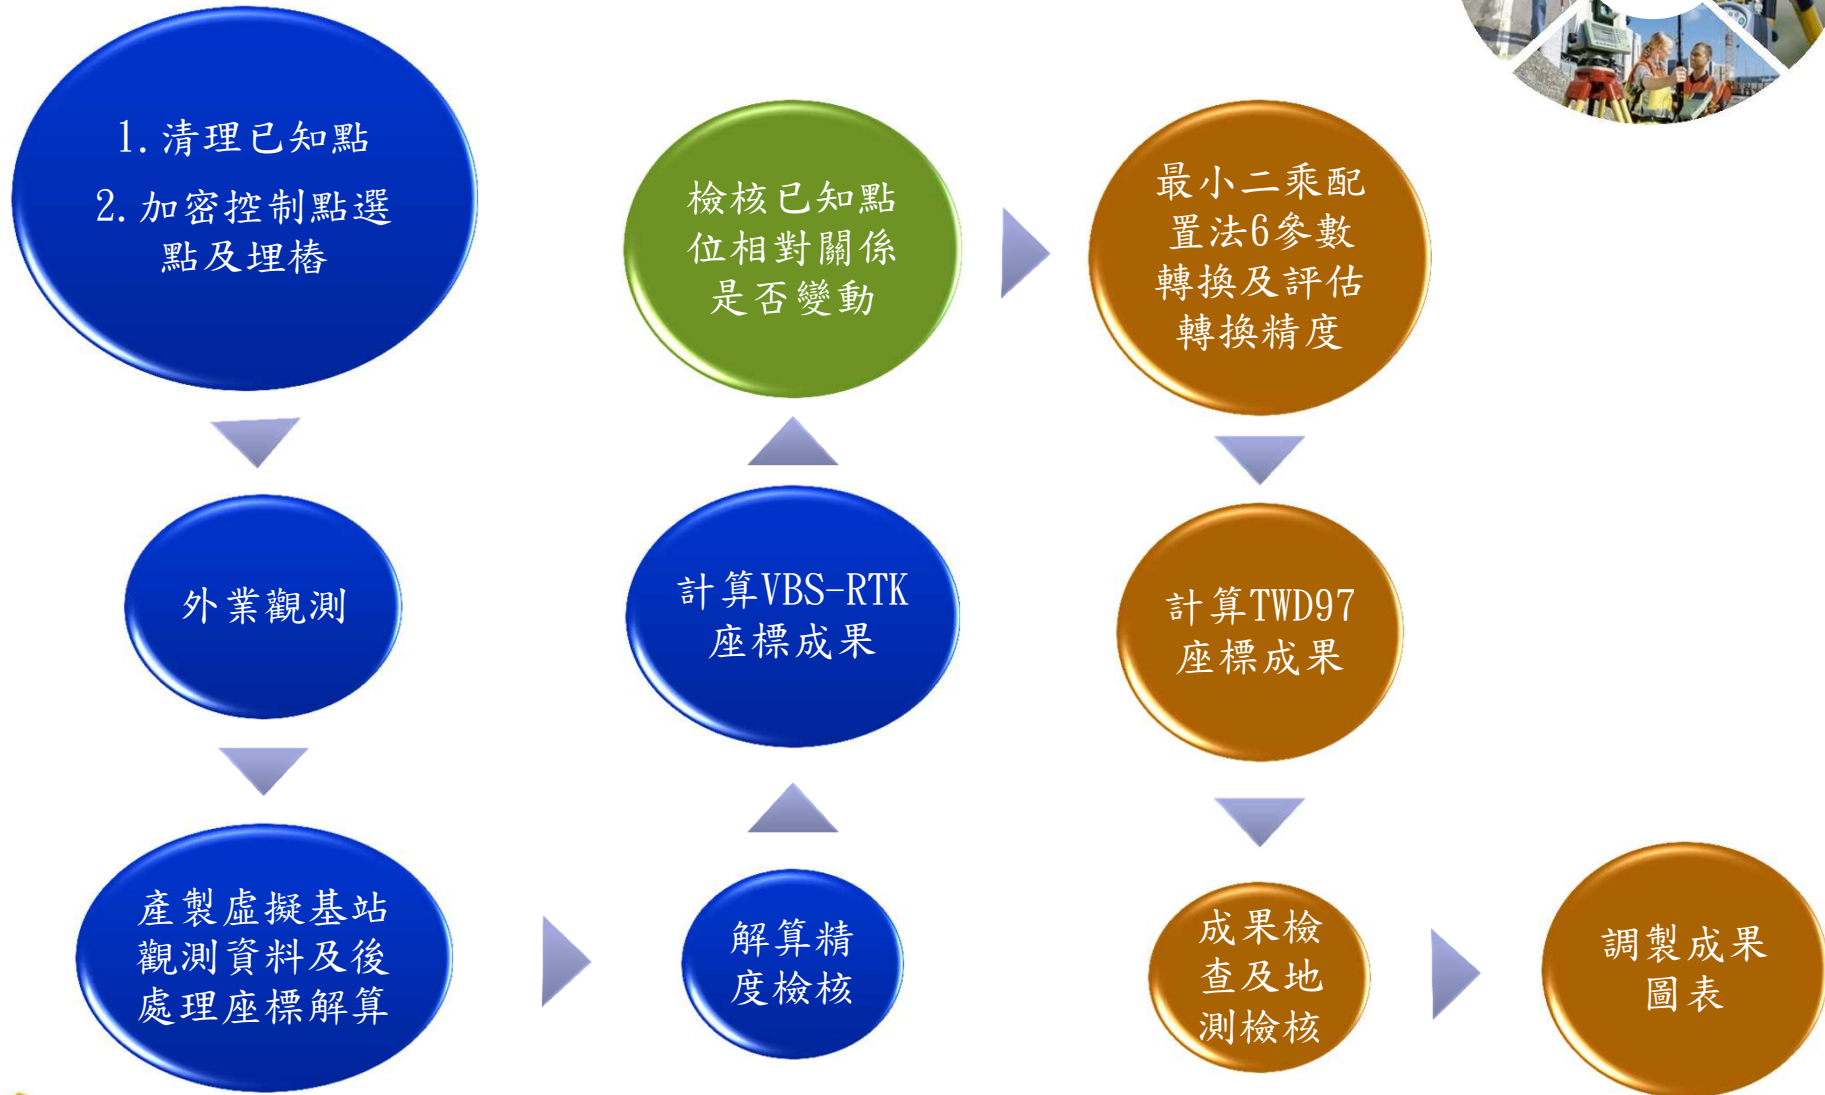 1.清理已知點
2.加密控制點選
點及埋樁
外業觀測
產製虛擬基站
觀測資料及後
處理座標解算
解算精
度檢核
計算VBS-RTK
座標成果
檢核已知點
位相對關係
是否變動
最小二乘配
置法6參數
轉換及評估
轉換精度
計算TWD97
座標成果
成果檢
查及地
測檢核
調製成果
圖表